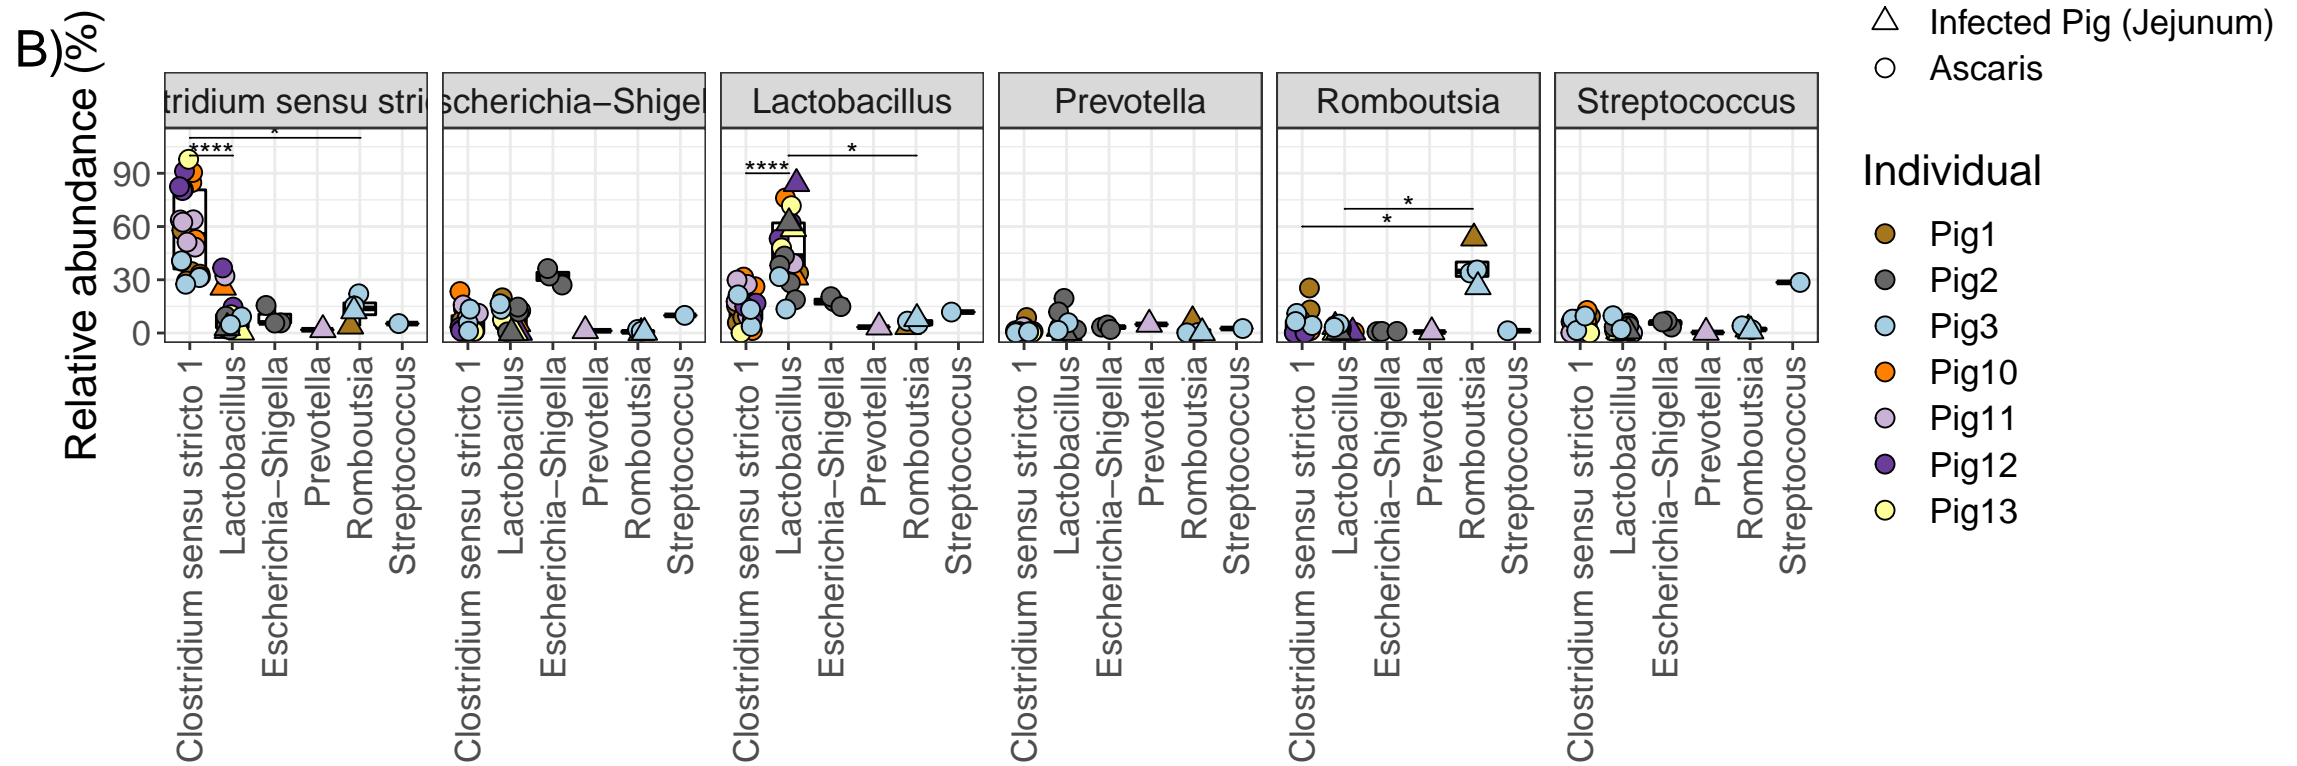 B)
Relative abundance (%)
tridium sensu stri
scherichia−Shigel
Lactobacillus
Prevotella
Romboutsia
Streptococcus
*
****
****
*
*
*
90
60
30
0
Clostridium sensu stricto 1
Lactobacillus
Escherichia−Shigella
Prevotella
Romboutsia
Streptococcus
Clostridium sensu stricto 1
Lactobacillus
Escherichia−Shigella
Prevotella
Romboutsia
Streptococcus
Clostridium sensu stricto 1
Lactobacillus
Escherichia−Shigella
Prevotella
Romboutsia
Streptococcus
Clostridium sensu stricto 1
Lactobacillus
Escherichia−Shigella
Prevotella
Romboutsia
Streptococcus
Clostridium sensu stricto 1
Lactobacillus
Escherichia−Shigella
Prevotella
Romboutsia
Streptococcus
Clostridium sensu stricto 1
Lactobacillus
Escherichia−Shigella
Prevotella
Romboutsia
Streptococcus
Infected Pig (Jejunum)
Ascaris
Individual
Pig1
Pig2
Pig3
Pig10
Pig11
Pig12
Pig13